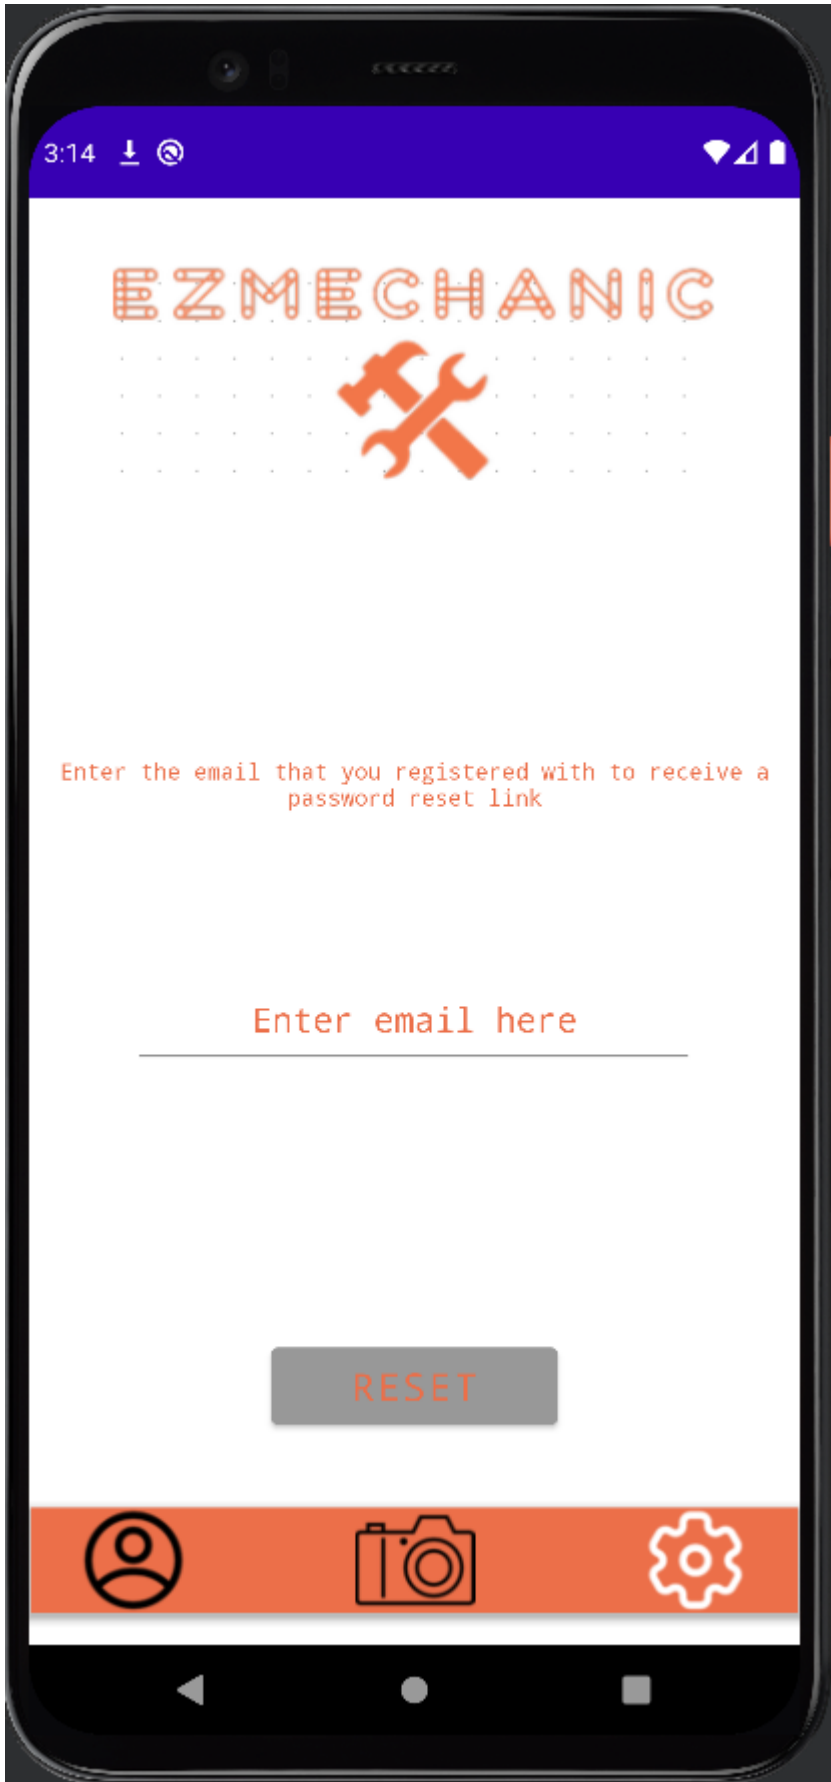 3:14
EZMECHANIC
Enter the email that you registered with to receive a
password reset link
Enter email here
RESET